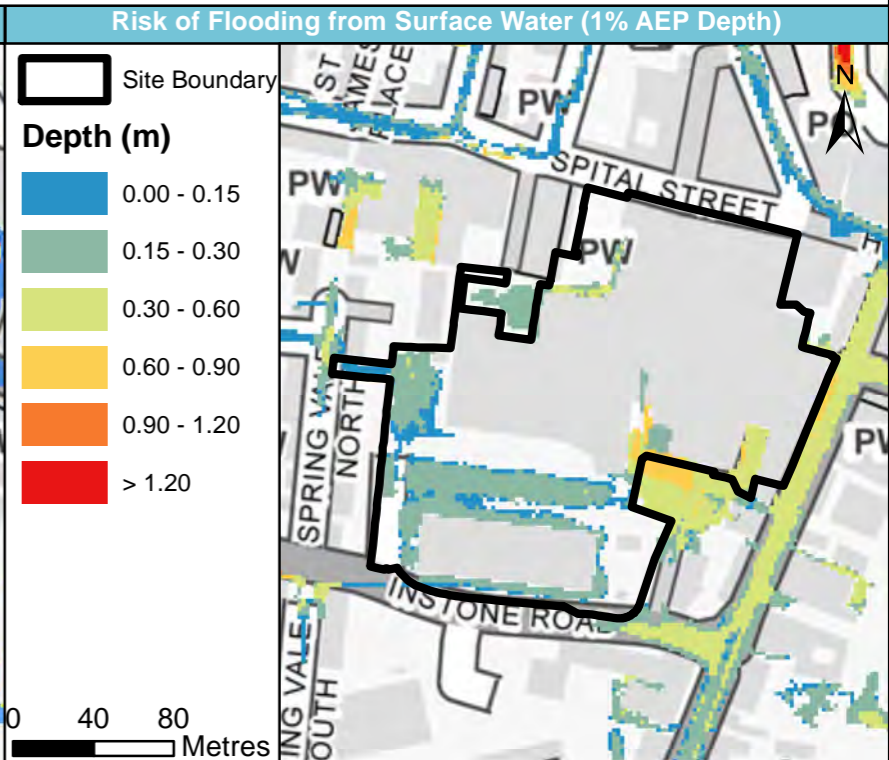 Risk of Flooding from Surface Water (1% AEP Depth)
Site Boundary
Depth (m)
0.00 - 0.15
0.15 - 0.30
0.30 - 0.60
0.60 - 0.90
0.90 - 1.20
> 1.20
0 40 80
Metres
N
ST
JAMES
PLACE
PW
PO
SPITAL STREET
PW
PW
W
H
PW
SPRING VA
NORTH
INSTONE ROAD
ING VALE
OUTH